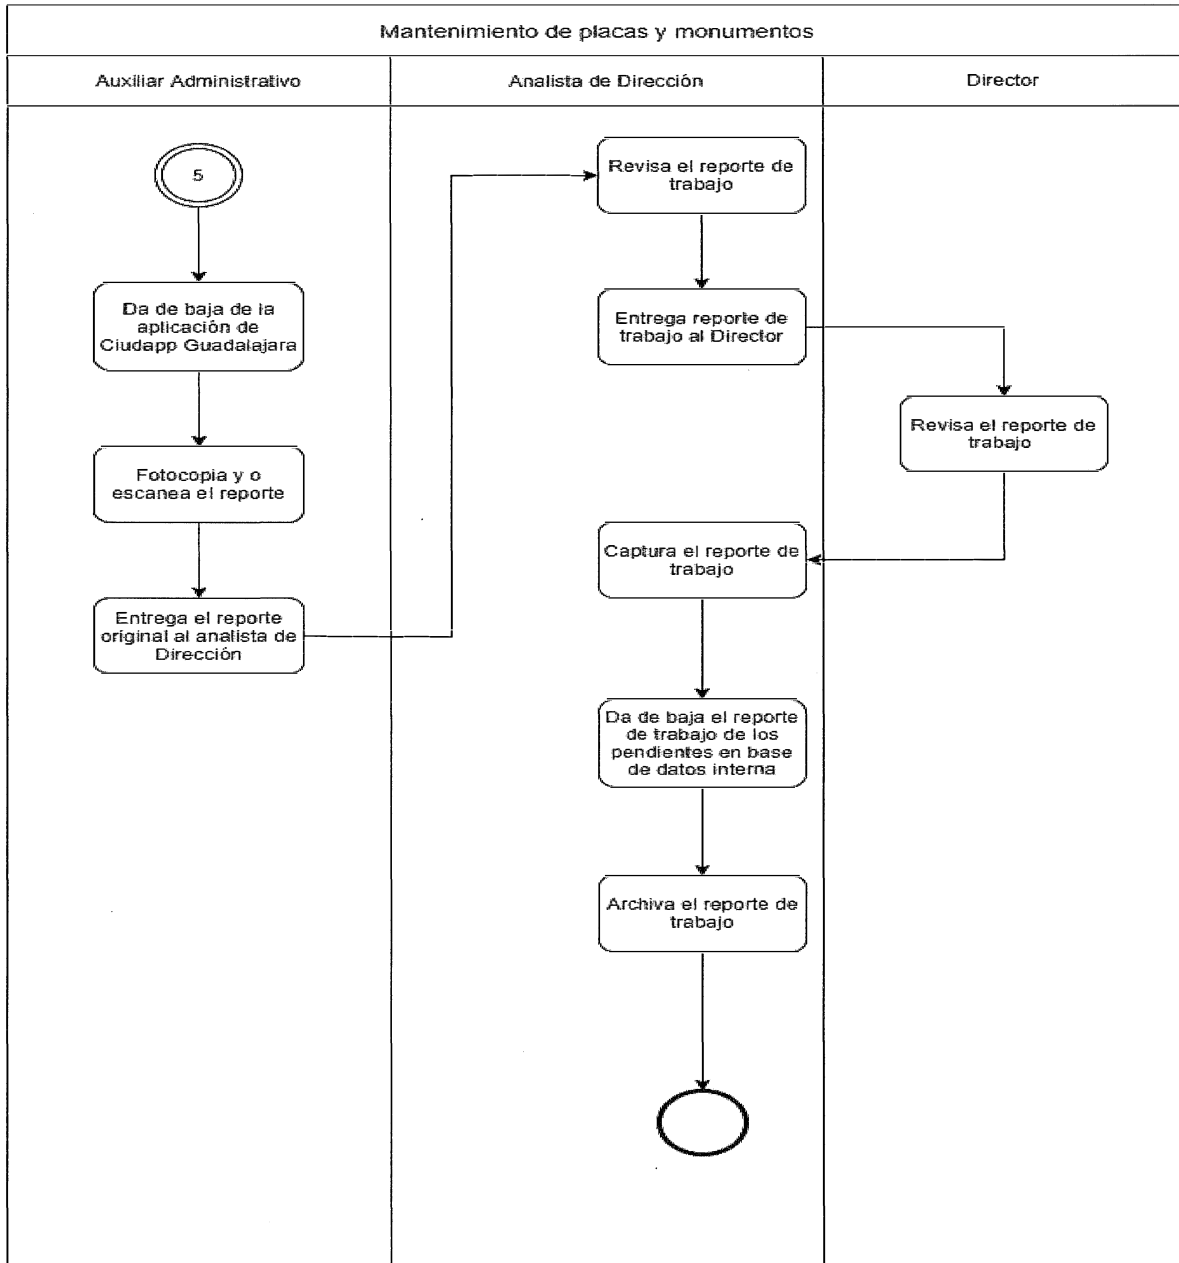 Mantenimiento de placas y monumentos
Auxiliar Administrativo
Analista de Dirección
Director
5
Da de baja de la
aplicación de
Ciudapp Guadalajara
Fotocopia y o
escanea el reporte
Entrega el reporte
original al analista de
Dirección
Revisa el reporte de
trabajo
Entrega reporte de
trabajo al Director
Revisa el reporte de
trabajo
Captura el reporte de
trabajo
Da de baja el reporte
de trabajo de los
pendientes en base
de datos interna
Archiva el reporte de
trabajo